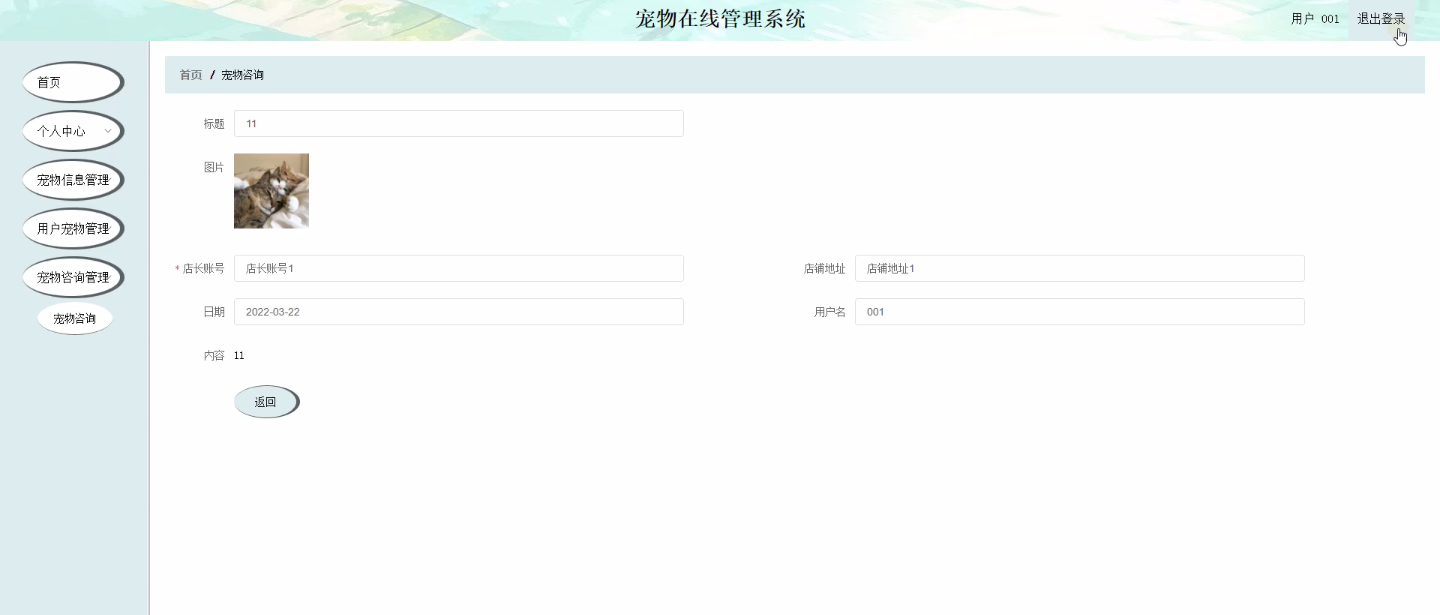 宠物在线管理系统
用户 001 退出登录
首页
个人中心
宠物信息管理
用户宠物管理
宠物咨询管理
宠物咨询
首页 / 宠物咨询
标题 11
图片
* 店长账号 店长账号1 店铺地址 店铺地址1
日期 2022-03-22 用户名 001
内容 11
返回